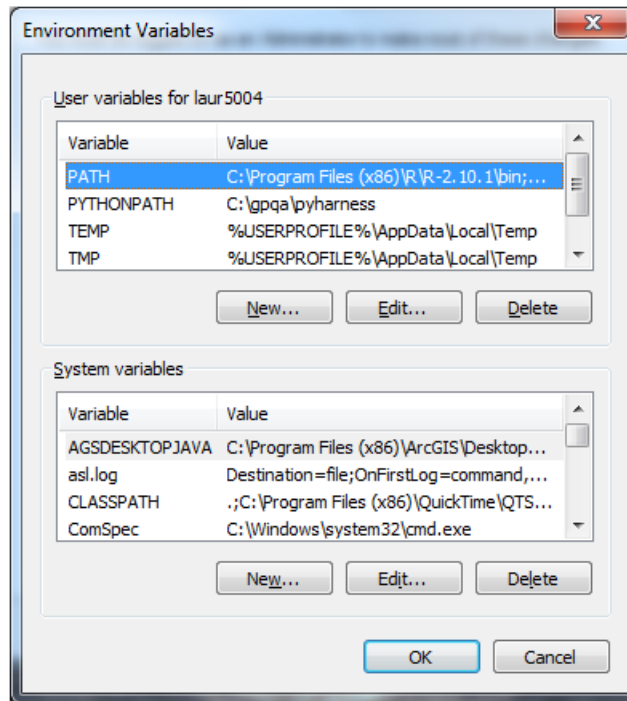 Environment Variables
User variables for laur5004
Variable Value
PATH C:\Program Files (x86)\R\R-2.10.1\bin;...
PYTHONPATH C:\gpqa\pyharness
TEMP %USERPROFILE%\AppData\Local\Temp
TMP %USERPROFILE%\AppData\Local\Temp
New... Edit... Delete
System variables
Variable Value
AGSDESKTOPJAVA C:\Program Files (x86)\ArcGIS\Desktop...
asl.log Destination=file;OnFirstLog=command,...
CLASSPATH .;C:\Program Files (x86)\QuickTime\QTS...
ComSpec C:\Windows\system32\cmd.exe
New... Edit... Delete
OK Cancel